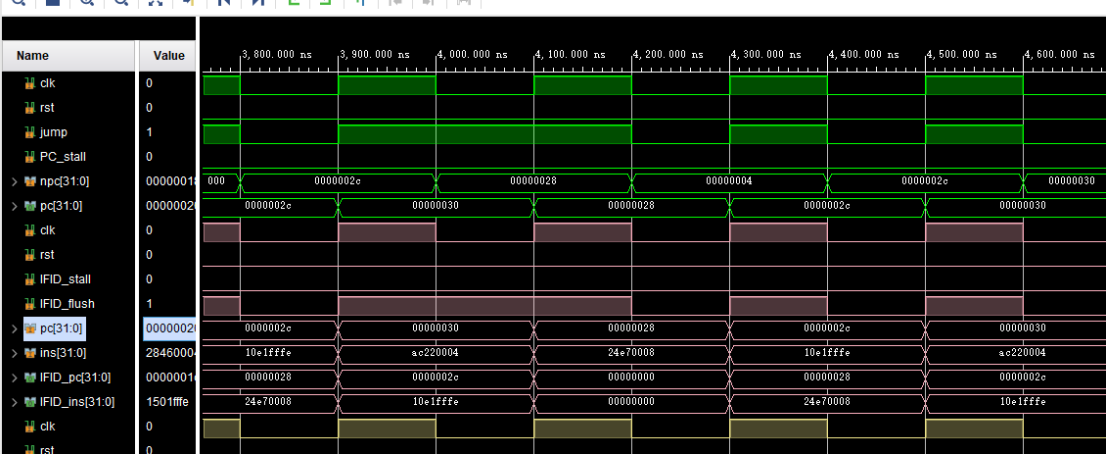 3,800.000 ns 3,900.000 ns 4,000.000 ns 4,100.000 ns 4,200.000 ns 4,300.000 ns 4,400.000 ns 4,500.000 ns 4,600.000 ns
Name Value
clk 0
rst 0
jump 1
PC_stall 0
npc[31:0] 0000001 000 0000002c 00000028 00000004 0000002c 00000030
pc[31:0] 0000002 0000002c 00000030 00000028 0000002c 00000030
clk 0
rst 0
IFID_stall 0
IFID_flush 1
pc[31:0] 0000002 0000002c 00000030 00000028 0000002c 00000030
ins[31:0] 2846000 10e1fffe ac220004 24e70008 10e1fffe ac220004
IFID_pc[31:0] 0000001 00000028 0000002c 00000000 00000028 0000002c
IFID_ins[31:0] 1501fffe 24e70008 10e1fffe 00000000 24e70008 10e1fffe
clk 0
rst 0